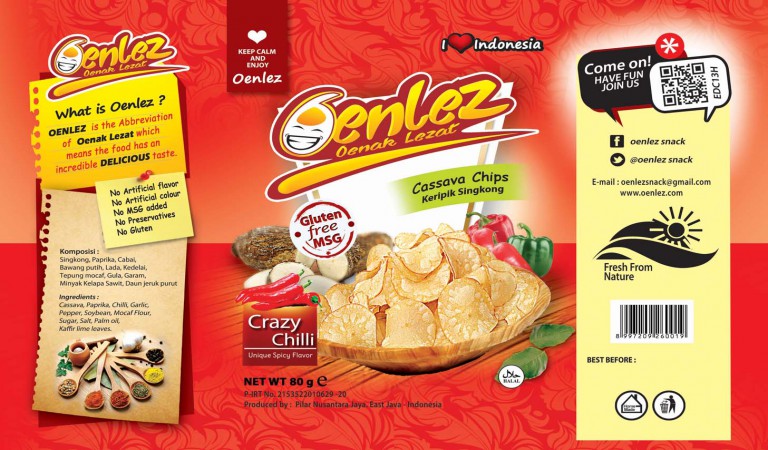 Oenlez
Oenak Lezat
What is Oenlez ?
OENLEZ is the Abbreviation
of Oenak Lezat which
means the food has an
incredible DELICIOUS taste.
No Artificial flavor
No Artificial colour
No MSG added
No Preservatives
No Gluten
Komposisi :
Singkong, Paprika, Cabai,
Bawang putih, Lada, Kedelai,
Tepung mocaf, Gula, Garam,
Minyak Kelapa Sawit, Daun jeruk purut
Ingredients :
Cassava, Paprika, Chilli, Garlic,
Pepper, Soybean, Mocaf Flour,
Sugar, Salt, Palm oil,
Kaffir lime leaves.
KEEP CALM
AND
ENJOY
Oenlez
I Indonesia
Oenlez
Oenak Lezat
Cassava Chips
Keripik Singkong
Gluten
free
MSG
Crazy
Chilli
Unique Spicy Flavor
NET WT 80 g e
P-IRT No: 2153522010629 -20
Produced by : Pilar Nusantara Jaya, East Java - Indonesia
HALAL
Come on!
HAVE FUN
JOIN US
EDC13H
oenlez snack
@oenlez snack
E-mail : oenlezsnack@gmail.com
www.oenlez.com
Fresh From
Nature
8 997209 260019
BEST BEFORE :